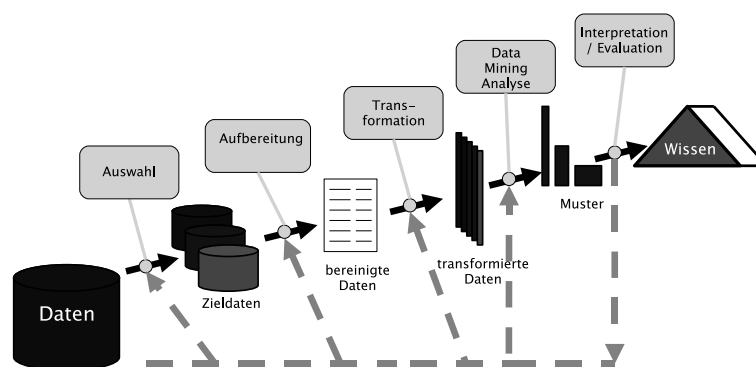 Interpretation
/ Evaluation
Data
Mining
Analyse
Trans-
formation
Aufbereitung
Auswahl
Wissen
Muster
transformierte
Daten
bereinigte
Daten
Zieldaten
Daten